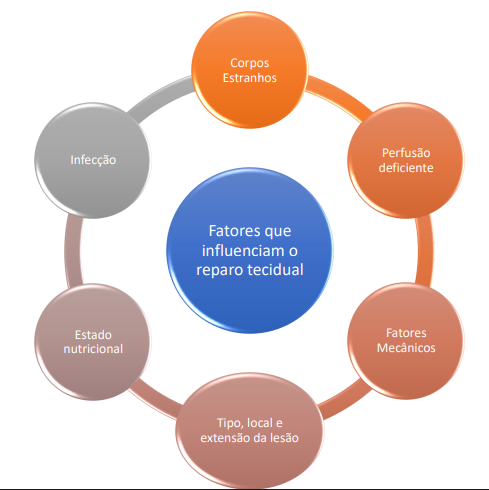 Corpos
Estranhos
Perfusão
deficiente
Fatores
Mecânicos
Tipo, local e
extensão da lesão
Estado
nutricional
Infecção
Fatores que
influenciam o
reparo tecidual